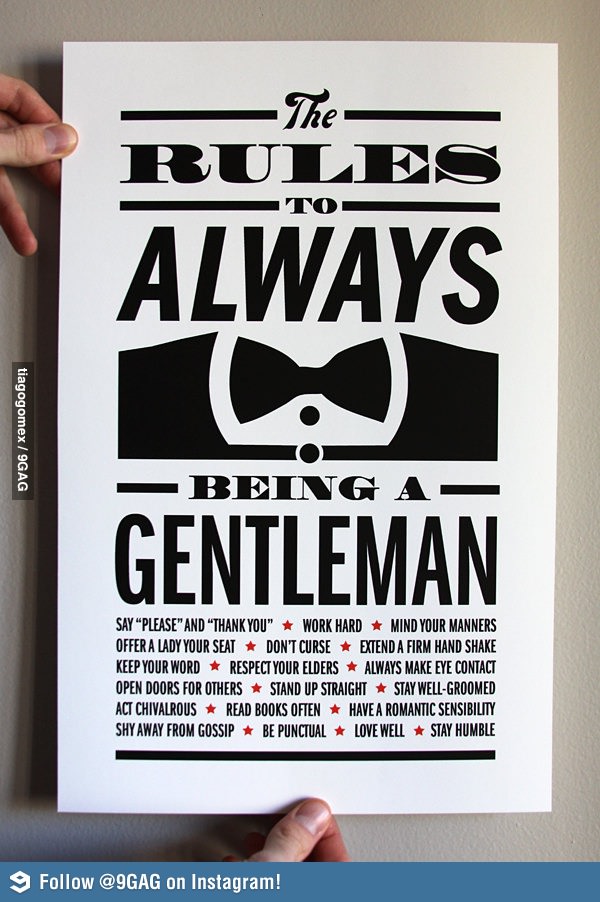 The
RULES
TO
ALWAYS
BEING A
GENTLEMAN
SAY "PLEASE" AND "THANK YOU" ★ WORK HARD ★ MIND YOUR MANNERS
OFFER A LADY YOUR SEAT ★ DON'T CURSE ★ EXTEND A FIRM HAND SHAKE
KEEP YOUR WORD ★ RESPECT YOUR ELDERS ★ ALWAYS MAKE EYE CONTACT
OPEN DOORS FOR OTHERS ★ STAND UP STRAIGHT ★ STAY WELL-GROOMED
ACT CHIVALROUS ★ READ BOOKS OFTEN ★ HAVE A ROMANTIC SENSIBILITY
SHY AWAY FROM GOSSIP ★ BE PUNCTUAL ★ LOVE WELL ★ STAY HUMBLE
tiagogomex / 9GAG
Follow @9GAG on Instagram!